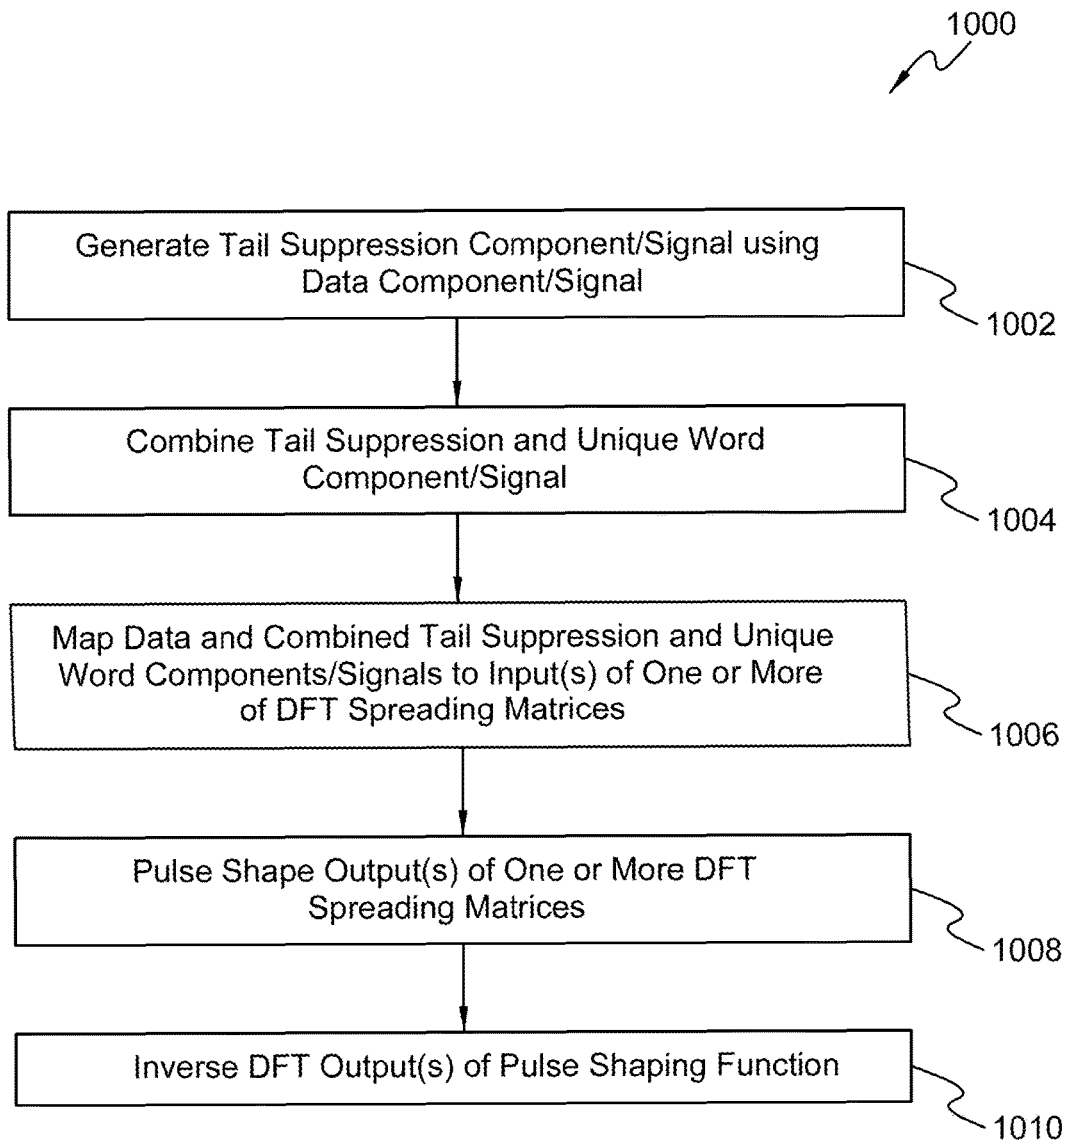 1000
Generate Tail Suppression Component/Signal using
Data Component/Signal
1002
Combine Tail Suppression and Unique Word
Component/Signal
1004
Map Data and Combined Tail Suppression and Unique
Word Components/Signals to Input(s) of One or More
of DFT Spreading Matrices
1006
Pulse Shape Output(s) of One or More DFT
Spreading Matrices
1008
Inverse DFT Output(s) of Pulse Shaping Function
1010